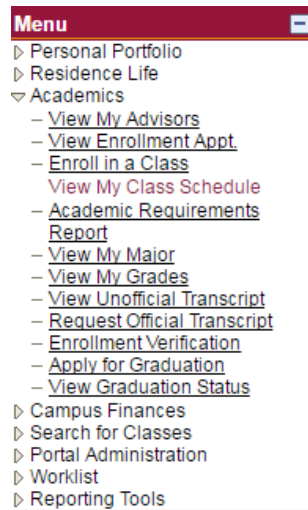 Menu
Personal Portfolio
Residence Life
Academics
– View My Advisors
– View Enrollment Appt.
– Enroll in a Class
View My Class Schedule
– Academic Requirements
Report
– View My Major
– View My Grades
– View Unofficial Transcript
– Request Official Transcript
– Enrollment Verification
– Apply for Graduation
– View Graduation Status
Campus Finances
Search for Classes
Portal Administration
Worklist
Reporting Tools